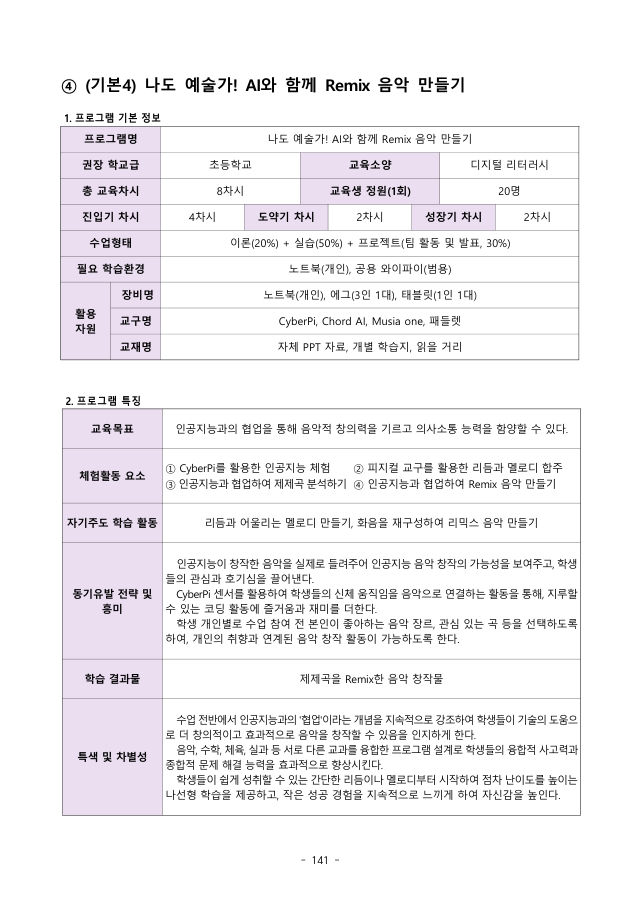 ④ (기본4) 나도 예술가! AI와 함께 Remix 음악 만들기
1. 프로그램 기본 정보
프로그램명 나도 예술가! AI와 함께 Remix 음악 만들기
권장 학교급 초등학교 교육소양 디지털 리터러시
총 교육차시 8차시 교육생 정원(1회) 20명
진입기 차시 4차시 도약기 차시 2차시 성장기 차시 2차시
수업형태 이론(20%) + 실습(50%) + 프로젝트(팀 활동 및 발표, 30%)
필요 학습환경 노트북(개인), 공용 와이파이(범용)
활용 자원
장비명 노트북(개인), 에그(3인 1대), 태블릿(1인 1대)
교구명 CyberPi, Chord AI, Musia one, 패들렛
교재명 자체 PPT 자료, 개별 학습지, 읽을 거리
2. 프로그램 특징
교육목표 인공지능과의 협업을 통해 음악적 창의력을 기르고 의사소통 능력을 함양할 수 있다.
체험활동 요소
① CyberPi를 활용한 인공지능 체험 ② 피지컬 교구를 활용한 리듬과 멜로디 합주
③ 인공지능과 협업하여 제제곡 분석하기 ④ 인공지능과 협업하여 Remix 음악 만들기
자기주도 학습 활동 리듬과 어울리는 멜로디 만들기, 화음을 재구성하여 리믹스 음악 만들기
동기유발 전략 및
흥미
인공지능이 창작한 음악을 실제로 들려주어 인공지능 음악 창작의 가능성을 보여주고, 학생
들의 관심과 호기심을 끌어낸다.
CyberPi 센서를 활용하여 학생들의 신체 움직임을 음악으로 연결하는 활동을 통해, 지루할
수 있는 코딩 활동에 즐거움과 재미를 더한다.
학생 개인별로 수업 참여 전 본인이 좋아하는 음악 장르, 관심 있는 곡 등을 선택하도록
하여, 개인의 취향과 연계된 음악 창작 활동이 가능하도록 한다.
학습 결과물 제제곡을 Remix한 음악 창작물
특색 및 차별성
수업 전반에서 인공지능과의 '협업'이라는 개념을 지속적으로 강조하여 학생들이 기술의 도움으
로 더 창의적이고 효과적으로 음악을 창작할 수 있음을 인지하게 한다.
음악, 수학, 체육, 실과 등 서로 다른 교과를 융합한 프로그램 설계로 학생들의 융합적 사고력과
종합적 문제 해결 능력을 효과적으로 향상시킨다.
학생들이 쉽게 성취할 수 있는 간단한 리듬이나 멜로디부터 시작하여 점차 난이도를 높이는
나선형 학습을 제공하고, 작은 성공 경험을 지속적으로 느끼게 하여 자신감을 높인다.
- 141 -